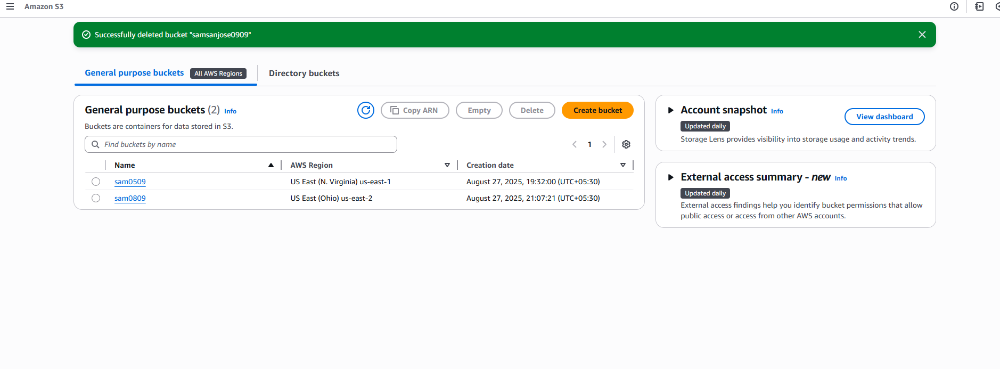 Amazon S3
Successfully deleted bucket "samsanjose0909"
General purpose buckets All AWS Regions Directory buckets
General purpose buckets (2) Info
Copy ARN Empty Delete Create bucket
Buckets are containers for data stored in S3.
Find buckets by name
1
Name AWS Region Creation date
sam0509 US East (N. Virginia) us-east-1 August 27, 2025, 19:32:00 (UTC+05:30)
sam0809 US East (Ohio) us-east-2 August 27, 2025, 21:07:21 (UTC+05:30)
Account snapshot Info
View dashboard
Updated daily
Storage Lens provides visibility into storage usage and activity trends.
External access summary - new Info
Updated daily
External access findings help you identify bucket permissions that allow
public access or access from other AWS accounts.